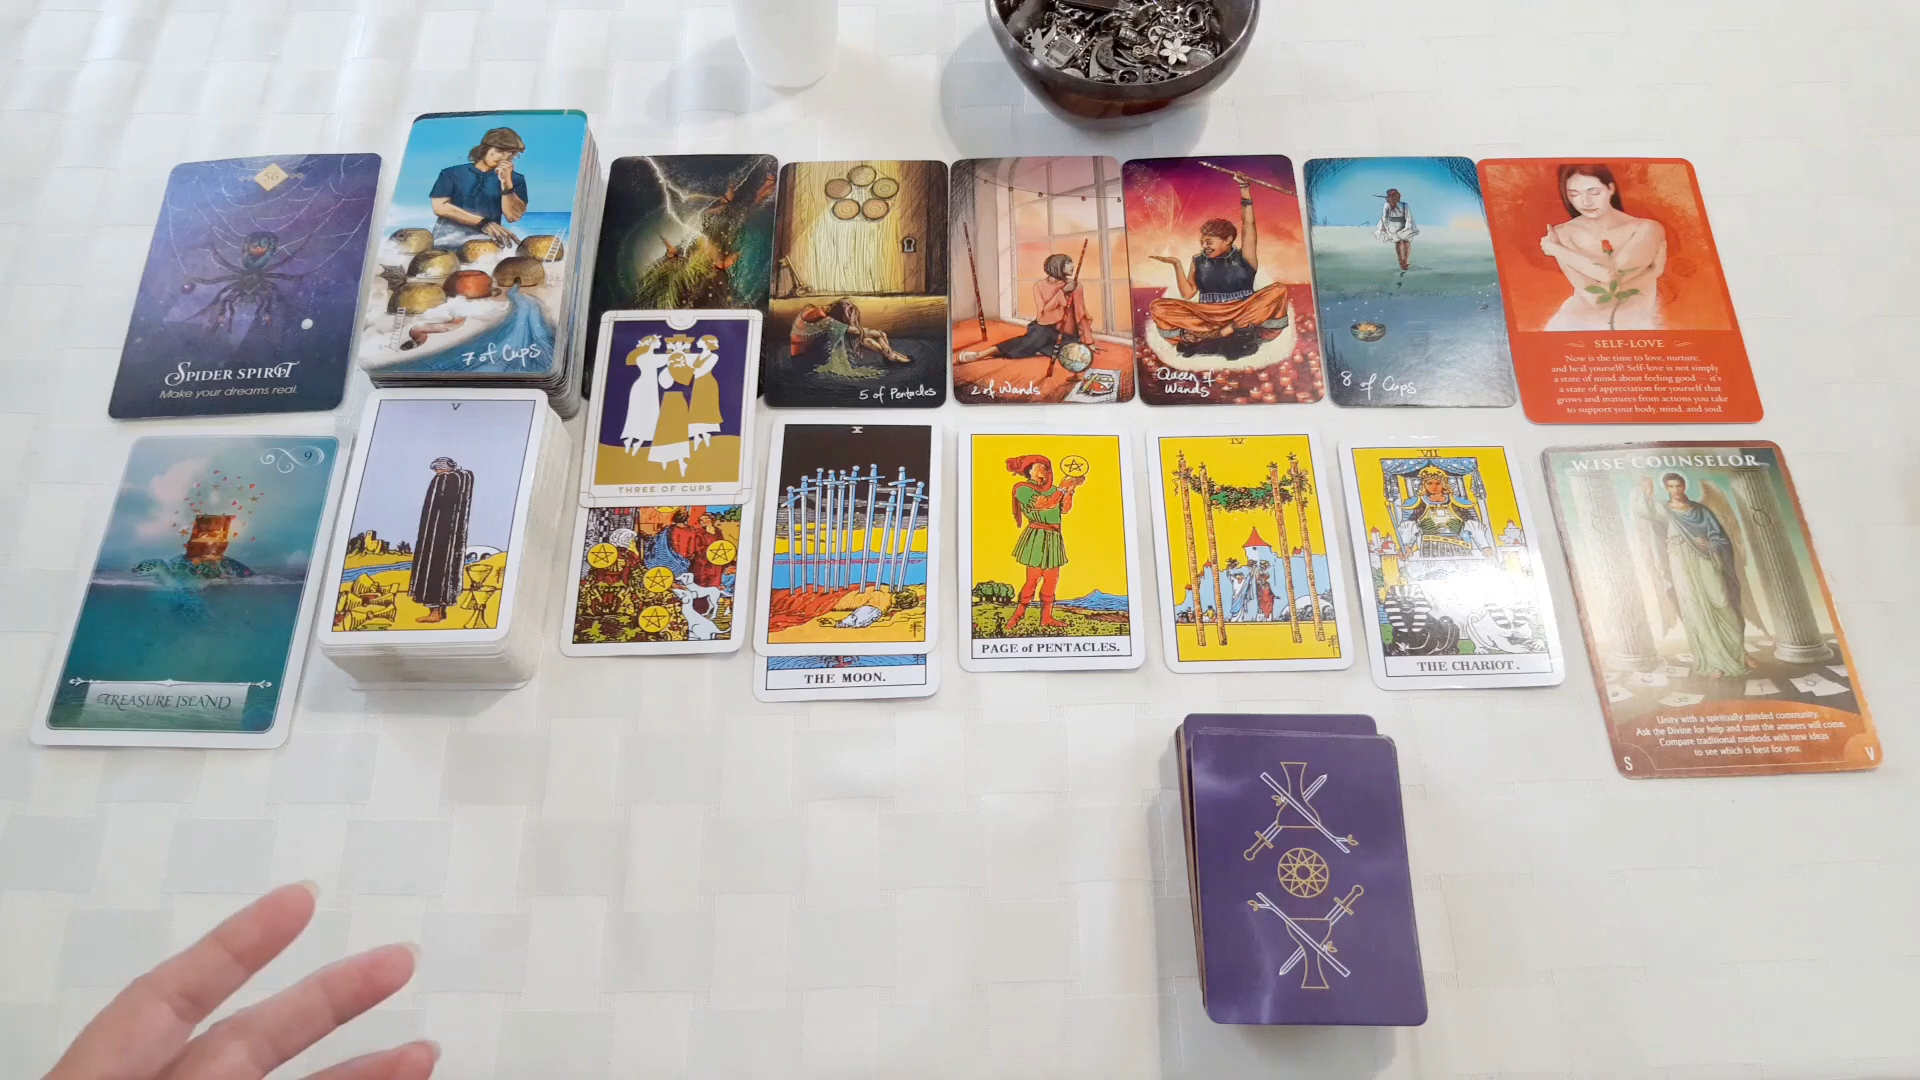 56
SPIDER SPIRIT
Make your dreams real.
7 of Cups
5 of Pentacles
2 of Wands
Queen of
Wands
8 of Cups
SELF-LOVE
Now is the time to love, nurture,
and heal yourself! Self-love is not simply
a state of mind about feeling good — it's
a state of appreciation for yourself that
grows and matures from actions you take
to support your body, mind, and soul.
9
TREASURE ISLAND
V
THREE OF CUPS
X
THE MOON.
PAGE of PENTACLES.
IV
VII
THE CHARIOT.
WISE COUNSELOR
Unity with a spiritually minded community.
Ask the Divine for help and trust the answers will come.
Compare traditional methods with new ideas
to see which is best for you.
S
V